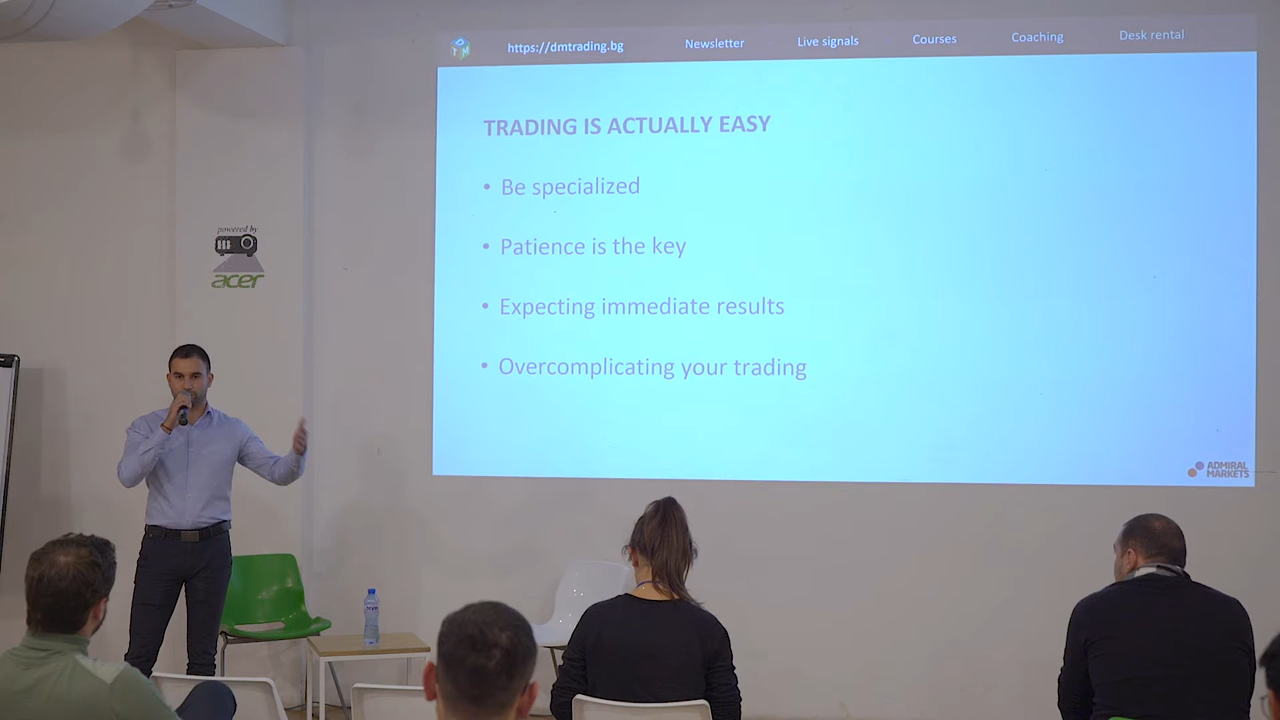 https://dmtrading.bg Newsletter Live signals Courses Coaching Desk rental
TRADING IS ACTUALLY EASY
• Be specialized
• Patience is the key
• Expecting immediate results
• Overcomplicating your trading
ADMIRAL
MARKETS
powered by
acer